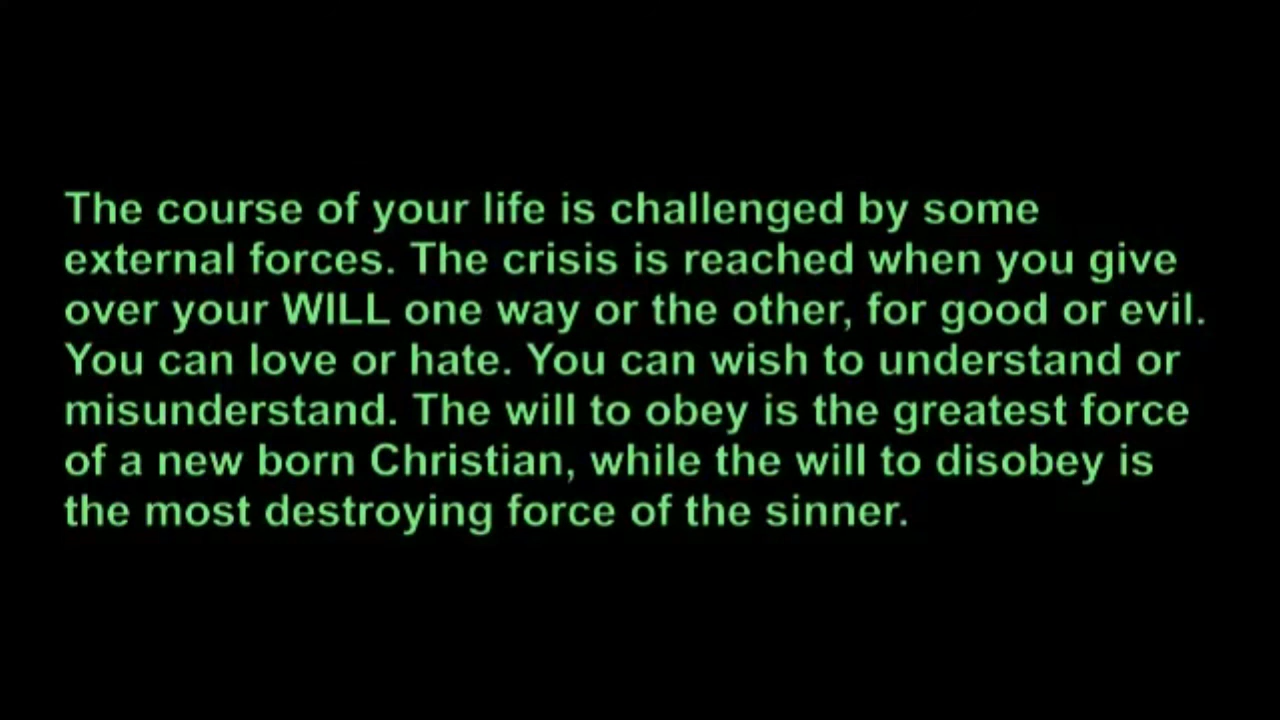 The course of your life is challenged by some
external forces. The crisis is reached when you give
over your WILL one way or the other, for good or evil.
You can love or hate. You can wish to understand or
misunderstand. The will to obey is the greatest force
of a new born Christian, while the will to disobey is
the most destroying force of the sinner.